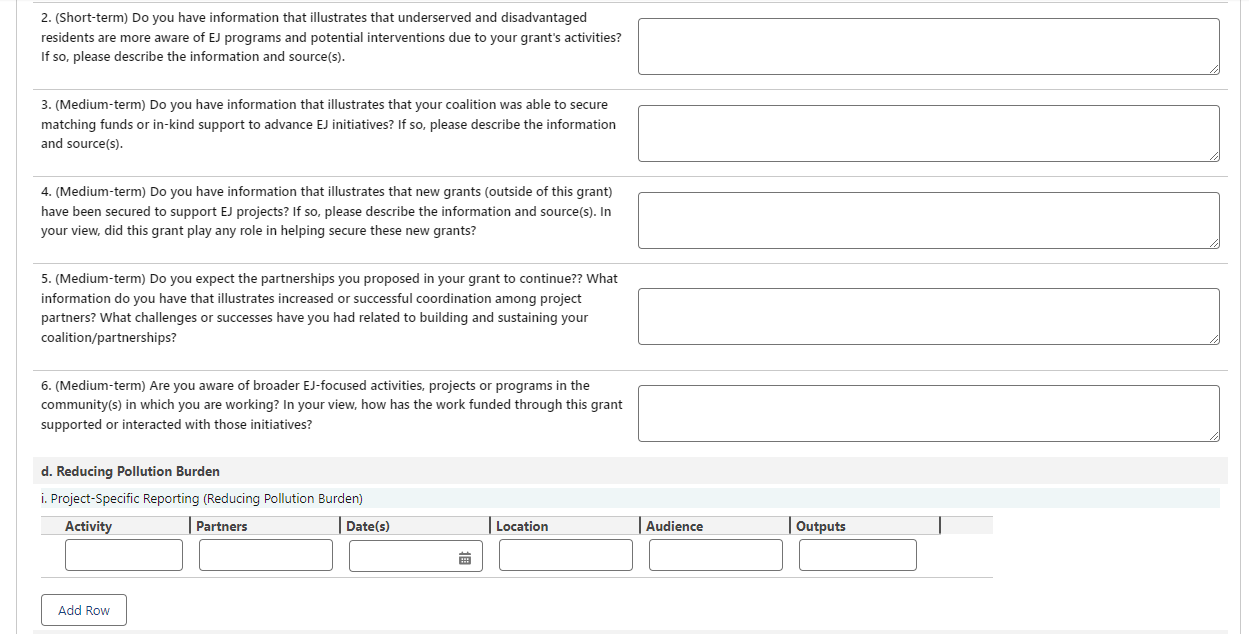 2. (Short-term) Do you have information that illustrates that underserved and disadvantaged
residents are more aware of EJ programs and potential interventions due to your grant's activities?
If so, please describe the information and source(s).
3. (Medium-term) Do you have information that illustrates that your coalition was able to secure
matching funds or in-kind support to advance EJ initiatives? If so, please describe the information
and source(s).
4. (Medium-term) Do you have information that illustrates that new grants (outside of this grant)
have been secured to support EJ projects? If so, please describe the information and source(s). In
your view, did this grant play any role in helping secure these new grants?
5. (Medium-term) Do you expect the partnerships you proposed in your grant to continue?? What
information do you have that illustrates increased or successful coordination among project
partners? What challenges or successes have you had related to building and sustaining your
coalition/partnerships?
6. (Medium-term) Are you aware of broader EJ-focused activities, projects or programs in the
community(s) in which you are working? In your view, how has the work funded through this grant
supported or interacted with those initiatives?
d. Reducing Pollution Burden
i. Project-Specific Reporting (Reducing Pollution Burden)
Activity Partners Date(s) Location Audience Outputs
Add Row